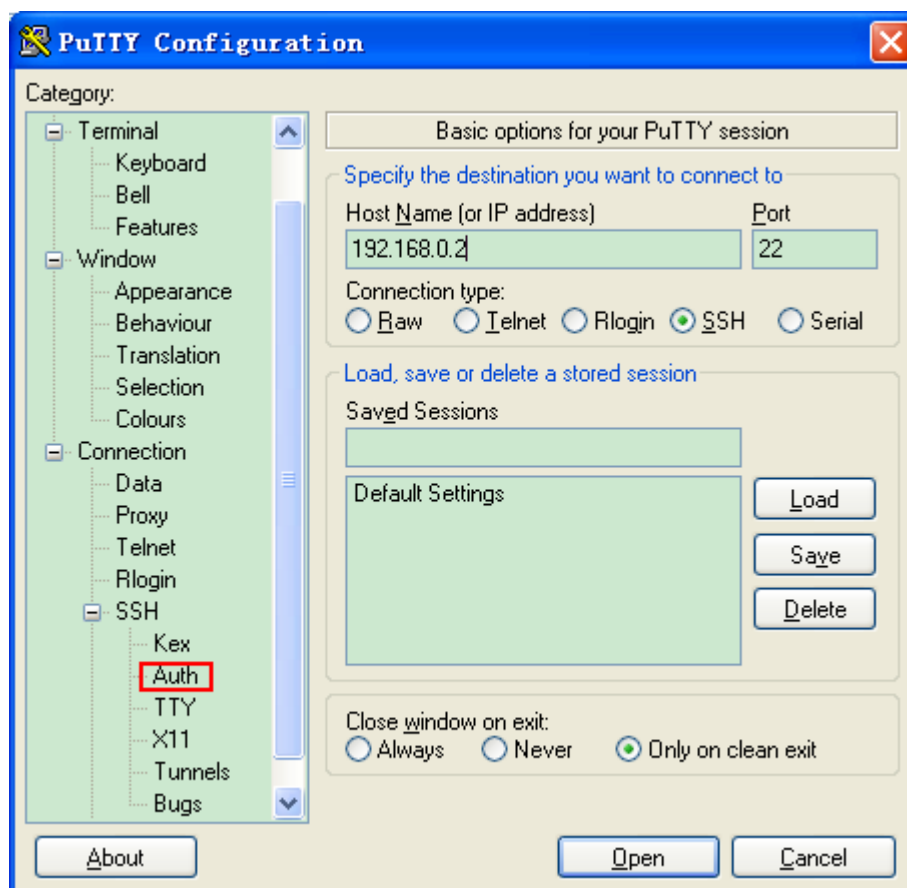 PuTTY Configuration
Category:
Terminal
Keyboard
Bell
Features
Window
Appearance
Behaviour
Translation
Selection
Colours
Connection
Data
Proxy
Telnet
Rlogin
SSH
Kex
Auth
TTY
X11
Tunnels
Bugs
Basic options for your PuTTY session
Specify the destination you want to connect to
Host Name (or IP address) Port
192.168.0.2 22
Connection type:
Raw Telnet Rlogin SSH Serial
Load, save or delete a stored session
Saved Sessions
Default Settings
Load
Save
Delete
Close window on exit:
Always Never Only on clean exit
About Open Cancel